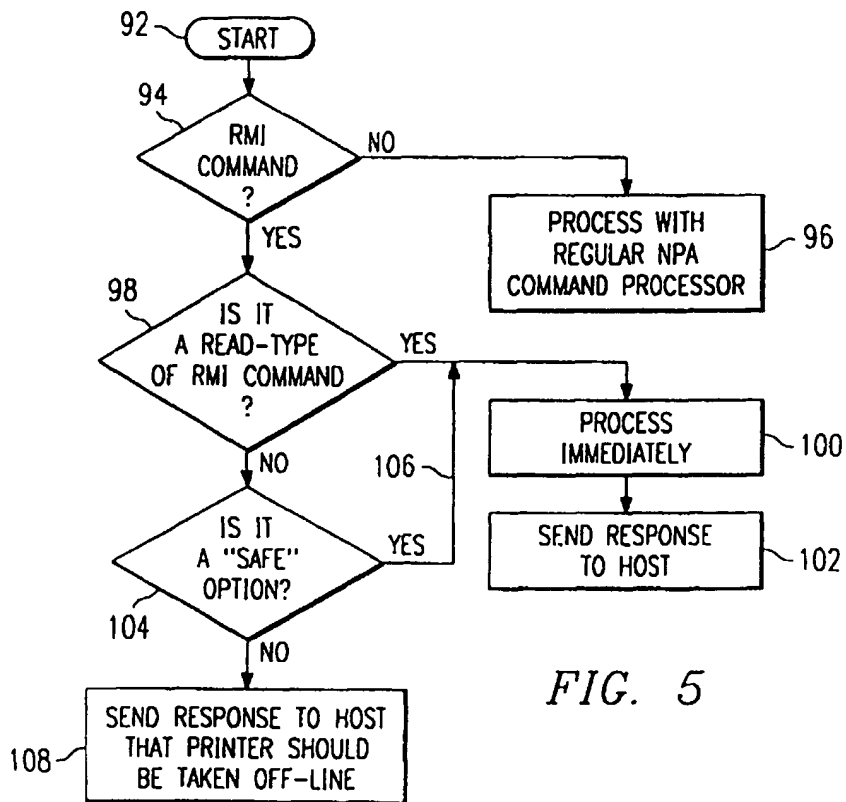 92
START
94
RMI
COMMAND
?
NO
YES
PROCESS WITH
REGULAR NPA
COMMAND PROCESSOR
96
98
IS IT
A READ-TYPE
OF RMI COMMAND
?
YES
NO
106
PROCESS
IMMEDIATELY
100
IS IT
A "SAFE"
OPTION?
YES
104
NO
SEND RESPONSE
TO HOST
102
SEND RESPONSE TO HOST
THAT PRINTER SHOULD
BE TAKEN OFF-LINE
108
FIG. 5